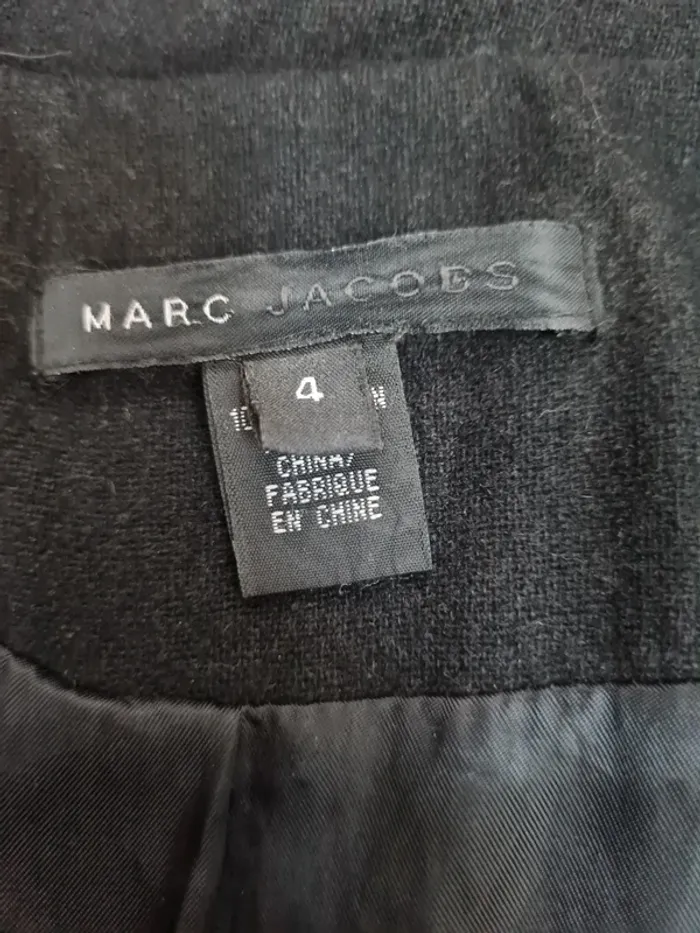 MARC JACOBS
4
CHINA/
FABRIQUE
EN CHINE